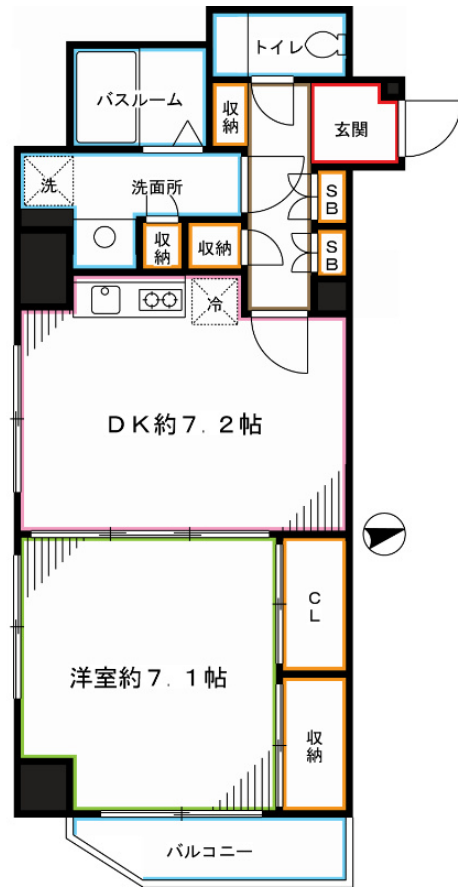 トイレ
バスルーム
収納
玄関
洗
洗面所
SB
収納
収納
SB
冷
DK約7.2帖
CL
洋室約7.1帖
収納
バルコニー